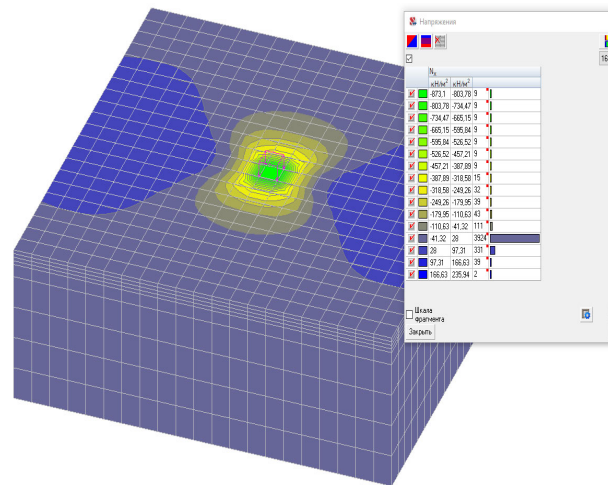 Напряжения
16
Nx
кН/м² кН/м²
-873,1 -803,78 9
-803,78 -734,47 9
-734,47 -665,15 9
-665,15 -595,84 9
-595,84 -526,52 9
-526,52 -457,21 9
-457,21 -387,89 9
-387,89 -318,58 15
-318,58 -249,26 32
-249,26 -179,95 39
-179,95 -110,63 43
-110,63 -41,32 111
-41,32 28 3924
28 97,31 331
97,31 166,63 39
166,63 235,94 2
Шкала
фрагмента
Закрыть